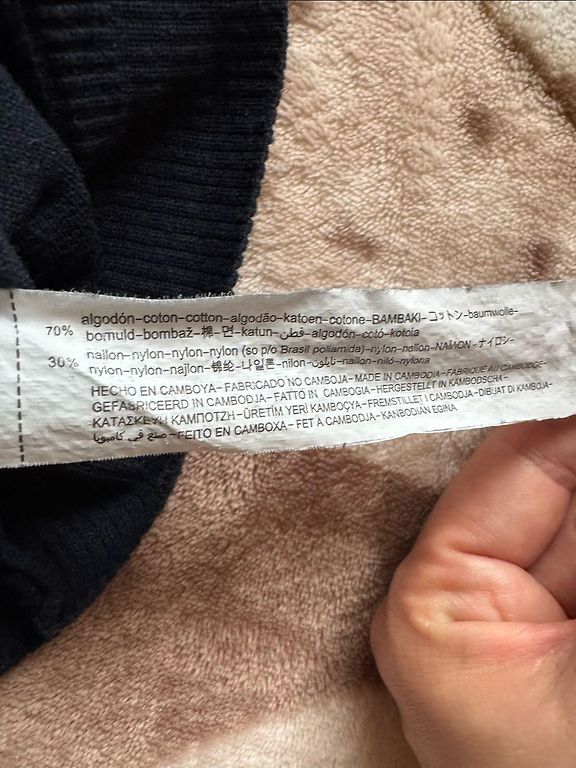 70% algodón-coton-cotton-algodão-katoen-cotone-BAMBAKI-コットン-baumwolle-
bomuld-bombaž-棉-면-katun-قطن-algodón-cotó-kotoia
30% nailon-nylon-nylon-nylon (so p/o Brasil poliamida)-nylon-nailon-ΝΑΙΛΟΝ-ナイロン-
nylon-nylon-najlon-锦纶-나일론-nilon-نايلون-nailon-niló-nylona
HECHO EN CAMBOYA-FABRICADO NO CAMBOJA-MADE IN CAMBODIA-FABRIQUE AU CAMBODGE-
GEFABRICEERD IN CAMBODJA-FATTO IN CAMBOGIA-HERGESTELLT IN KAMBODSCHA-
ΚΑΤΑΣΚΕΥΗ ΚΑΜΠΟΤΖΗ-ÜRETİM YERİ KAMBOÇYA-FREMSTILLET I CAMBODJA-DIBUAT DI KAMBOJA-
صنع في كامبوديا-FEITO EN CAMBOXA-FET A CAMBODJA-KANBODIAN EGINA